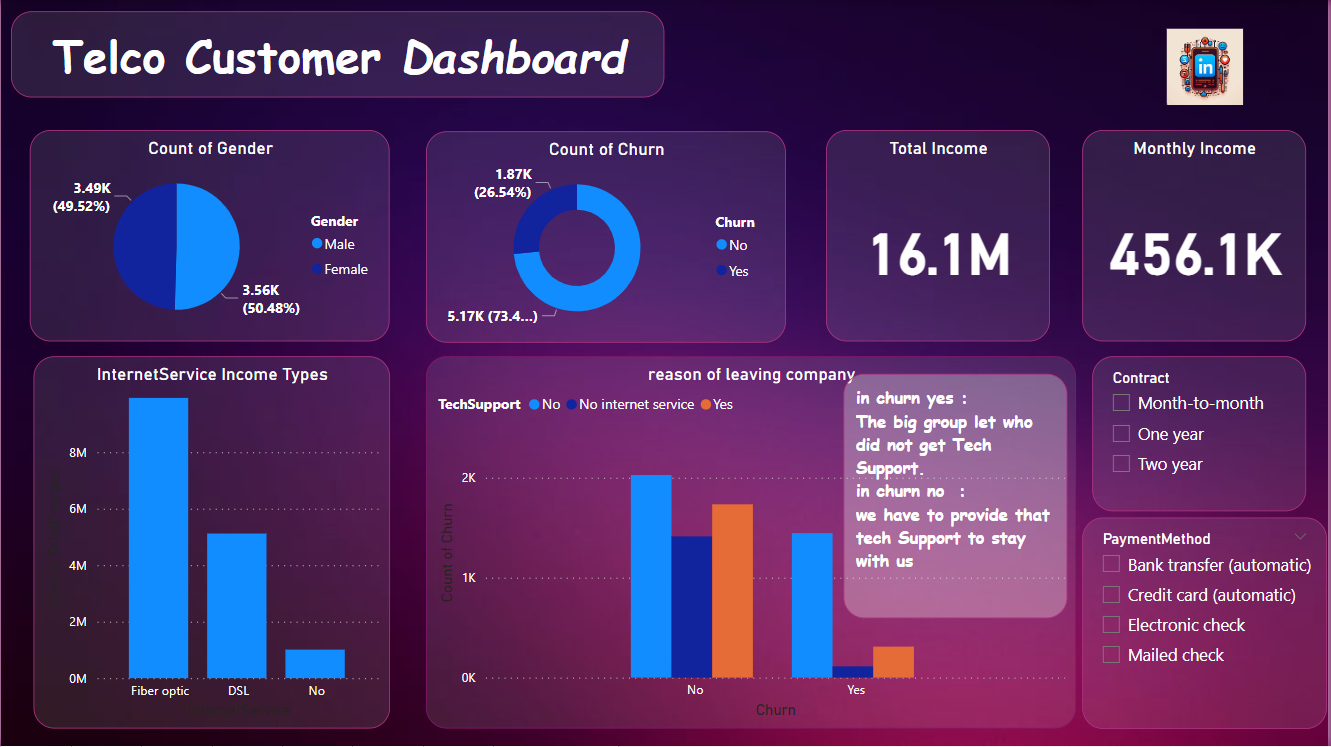 Telco Customer Dashboard
in
Count of Gender
3.49K
(49.52%)
Gender
Male
Female
3.56K
(50.48%)
Count of Churn
1.87K
(26.54%)
Churn
No
Yes
5.17K (73.4...)
Total Income
16.1M
Monthly Income
456.1K
InternetService Income Types
8M
6M
4M
2M
0M
Fiber optic DSL No
reason of leaving company
TechSupport No No internet service Yes
2K
1K
0K
Count of Churn
No Yes
Churn
in churn yes :
The big group let who
did not get Tech
Support.
in churn no :
we have to provide that
tech Support to stay
with us
Contract
Month-to-month
One year
Two year
PaymentMethod
Bank transfer (automatic)
Credit card (automatic)
Electronic check
Mailed check